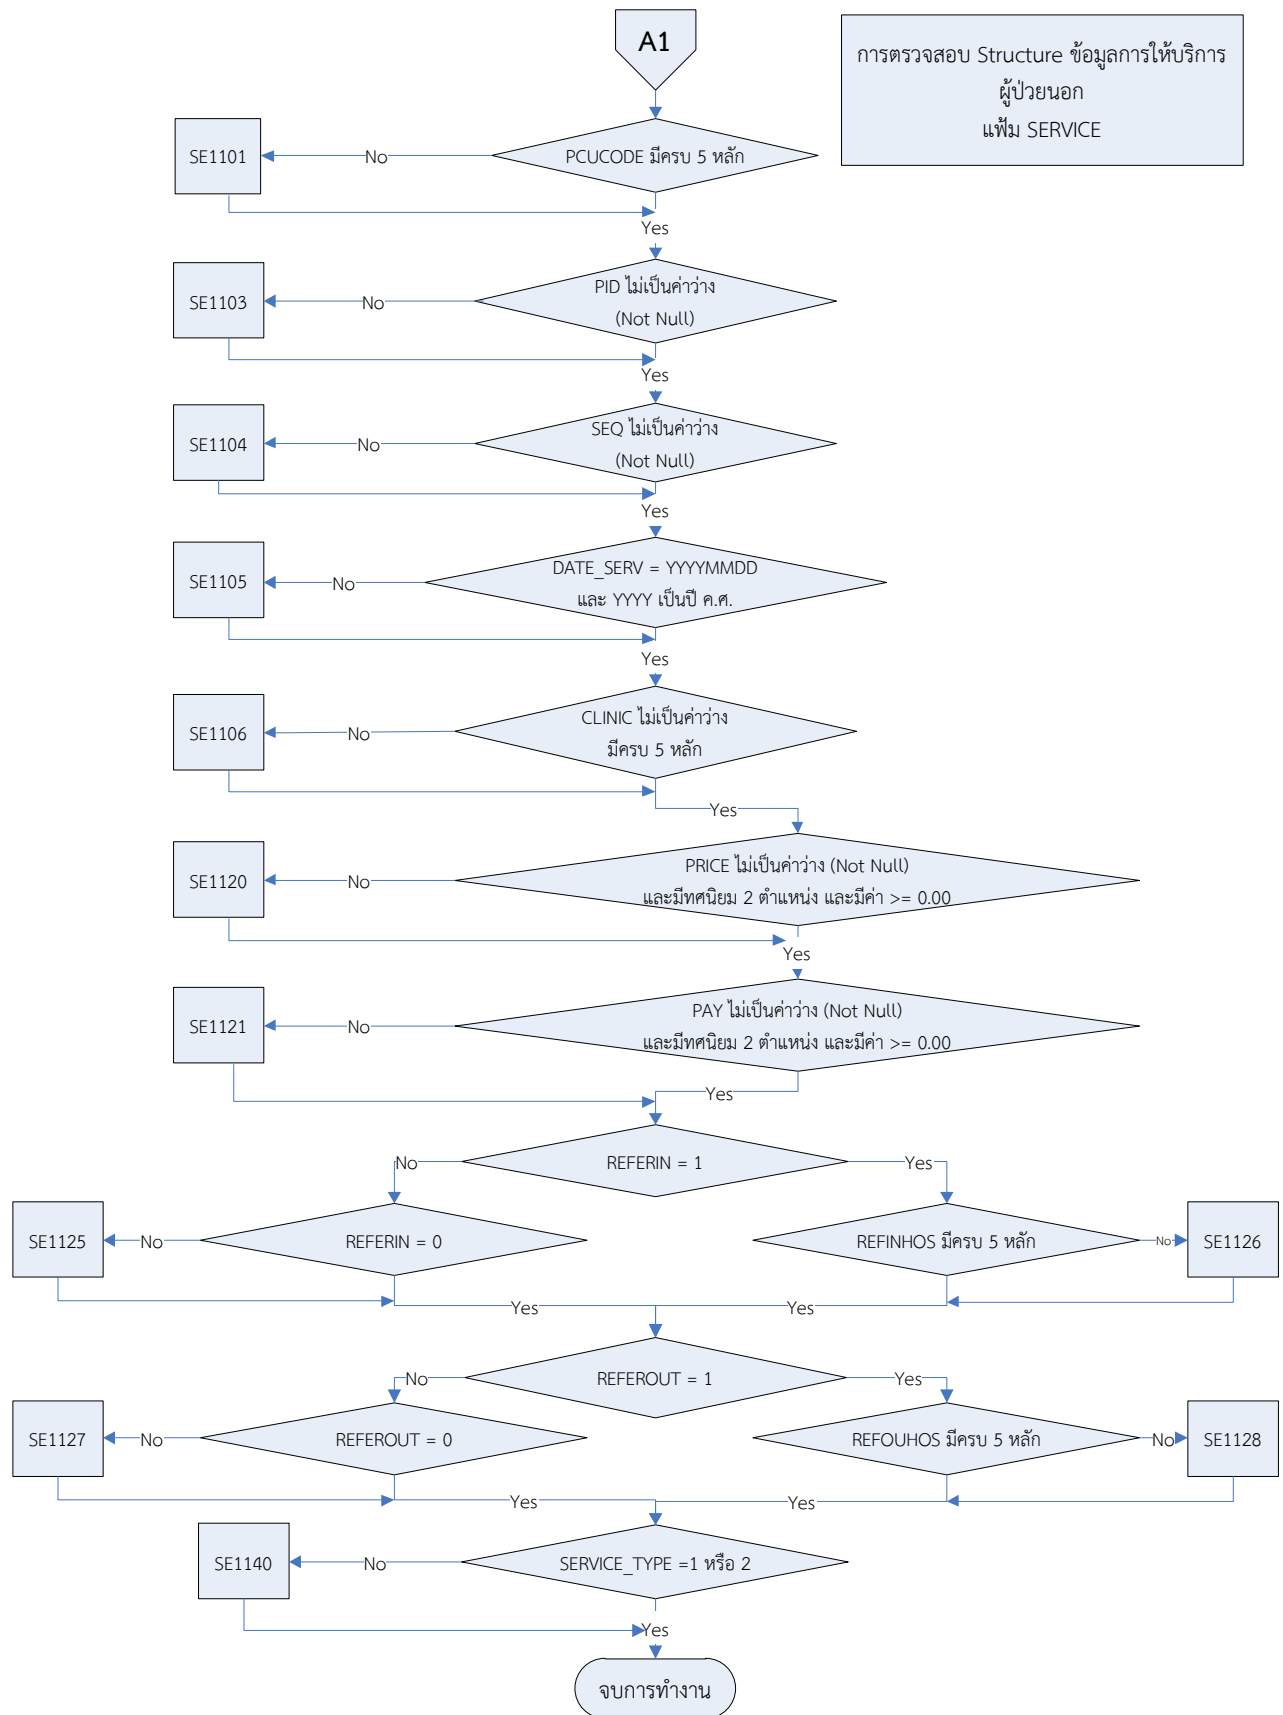 A1
การตรวจสอบ Structure ข้อมูลการให้บริการ
ผู้ป่วยนอก
แฟ้ม SERVICE
SE1101
No
PCUCODE มีครบ 5 หลัก
Yes
SE1103
No
PID ไม่เป็นค่าว่าง
(Not Null)
Yes
SE1104
No
SEQ ไม่เป็นค่าว่าง
(Not Null)
Yes
SE1105
No
DATE_SERV = YYYYMMDD
และ YYYY เป็นปี ค.ศ.
Yes
SE1106
No
CLINIC ไม่เป็นค่าว่าง
มีครบ 5 หลัก
Yes
SE1120
No
PRICE ไม่เป็นค่าว่าง (Not Null)
และมีทศนิยม 2 ตำแหน่ง และมีค่า >= 0.00
Yes
SE1121
No
PAY ไม่เป็นค่าว่าง (Not Null)
และมีทศนิยม 2 ตำแหน่ง และมีค่า >= 0.00
Yes
No
REFERIN = 1
Yes
SE1125
No
REFERIN = 0
REFINHOS มีครบ 5 หลัก
No
SE1126
Yes
Yes
No
REFEROUT = 1
Yes
SE1127
No
REFEROUT = 0
REFOUHOS มีครบ 5 หลัก
No
SE1128
Yes
Yes
SE1140
No
SERVICE_TYPE =1 หรือ 2
Yes
จบการทำงาน